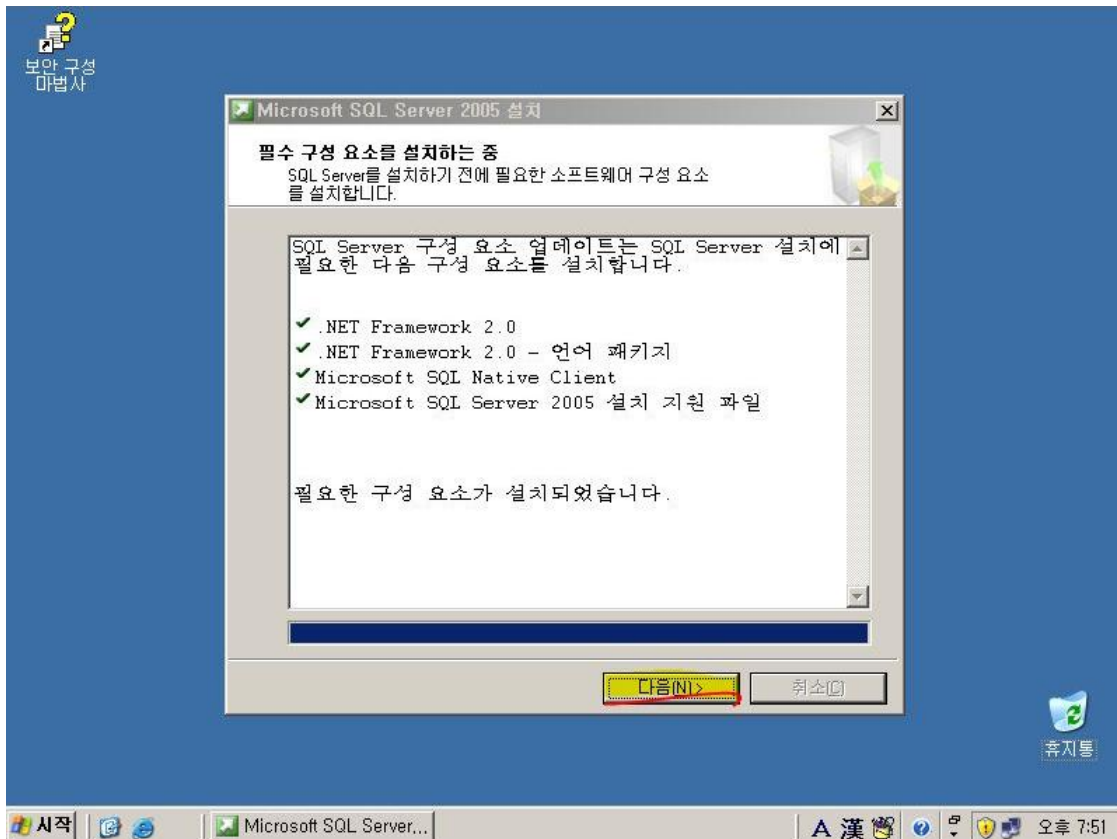 보안 구성
마법사
Microsoft SQL Server 2005 설치
필수 구성 요소를 설치하는 중
SQL Server를 설치하기 전에 필요한 소프트웨어 구성 요소
를 설치합니다.
SQL Server 구성 요소 업데이트는 SQL Server 설치에
필요한 다음 구성 요소를 설치합니다.
.NET Framework 2.0
.NET Framework 2.0 - 언어 패키지
Microsoft SQL Native Client
Microsoft SQL Server 2005 설치 지원 파일
필요한 구성 요소가 설치되었습니다.
다음(N)>
취소(C)
휴지통
시작
Microsoft SQL Server...
A 漢
오후 7:51